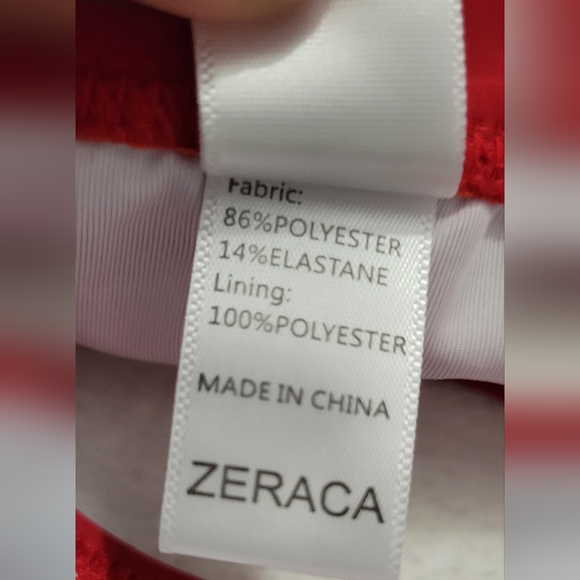 Fabric:
86%POLYESTER
14%ELASTANE
Lining:
100%POLYESTER
MADE IN CHINA
ZERACA